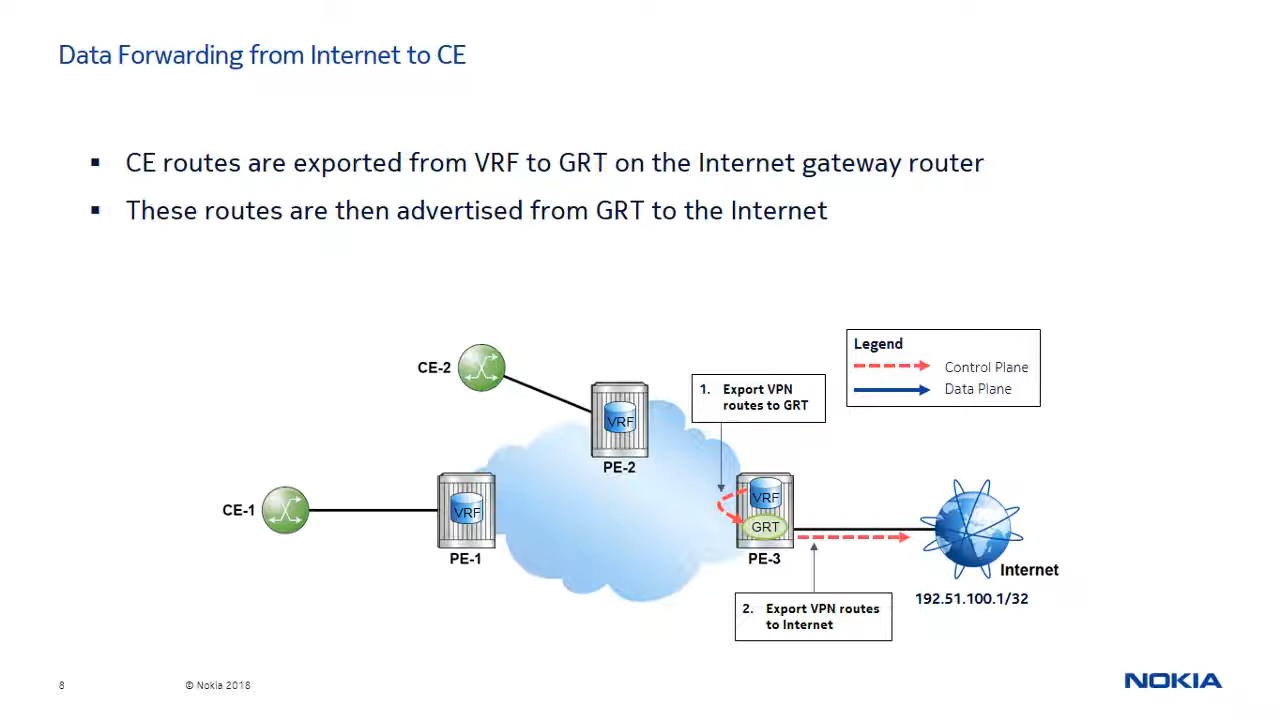 Data Forwarding from Internet to CE
▪ CE routes are exported from VRF to GRT on the Internet gateway router
▪ These routes are then advertised from GRT to the Internet
Legend
Control Plane
Data Plane
CE-2
1. Export VPN
routes to GRT
VRF
PE-2
CE-1
VRF
PE-1
VRF
GRT
PE-3
Internet
192.51.100.1/32
2. Export VPN routes
to Internet
8
© Nokia 2018
NOKIA